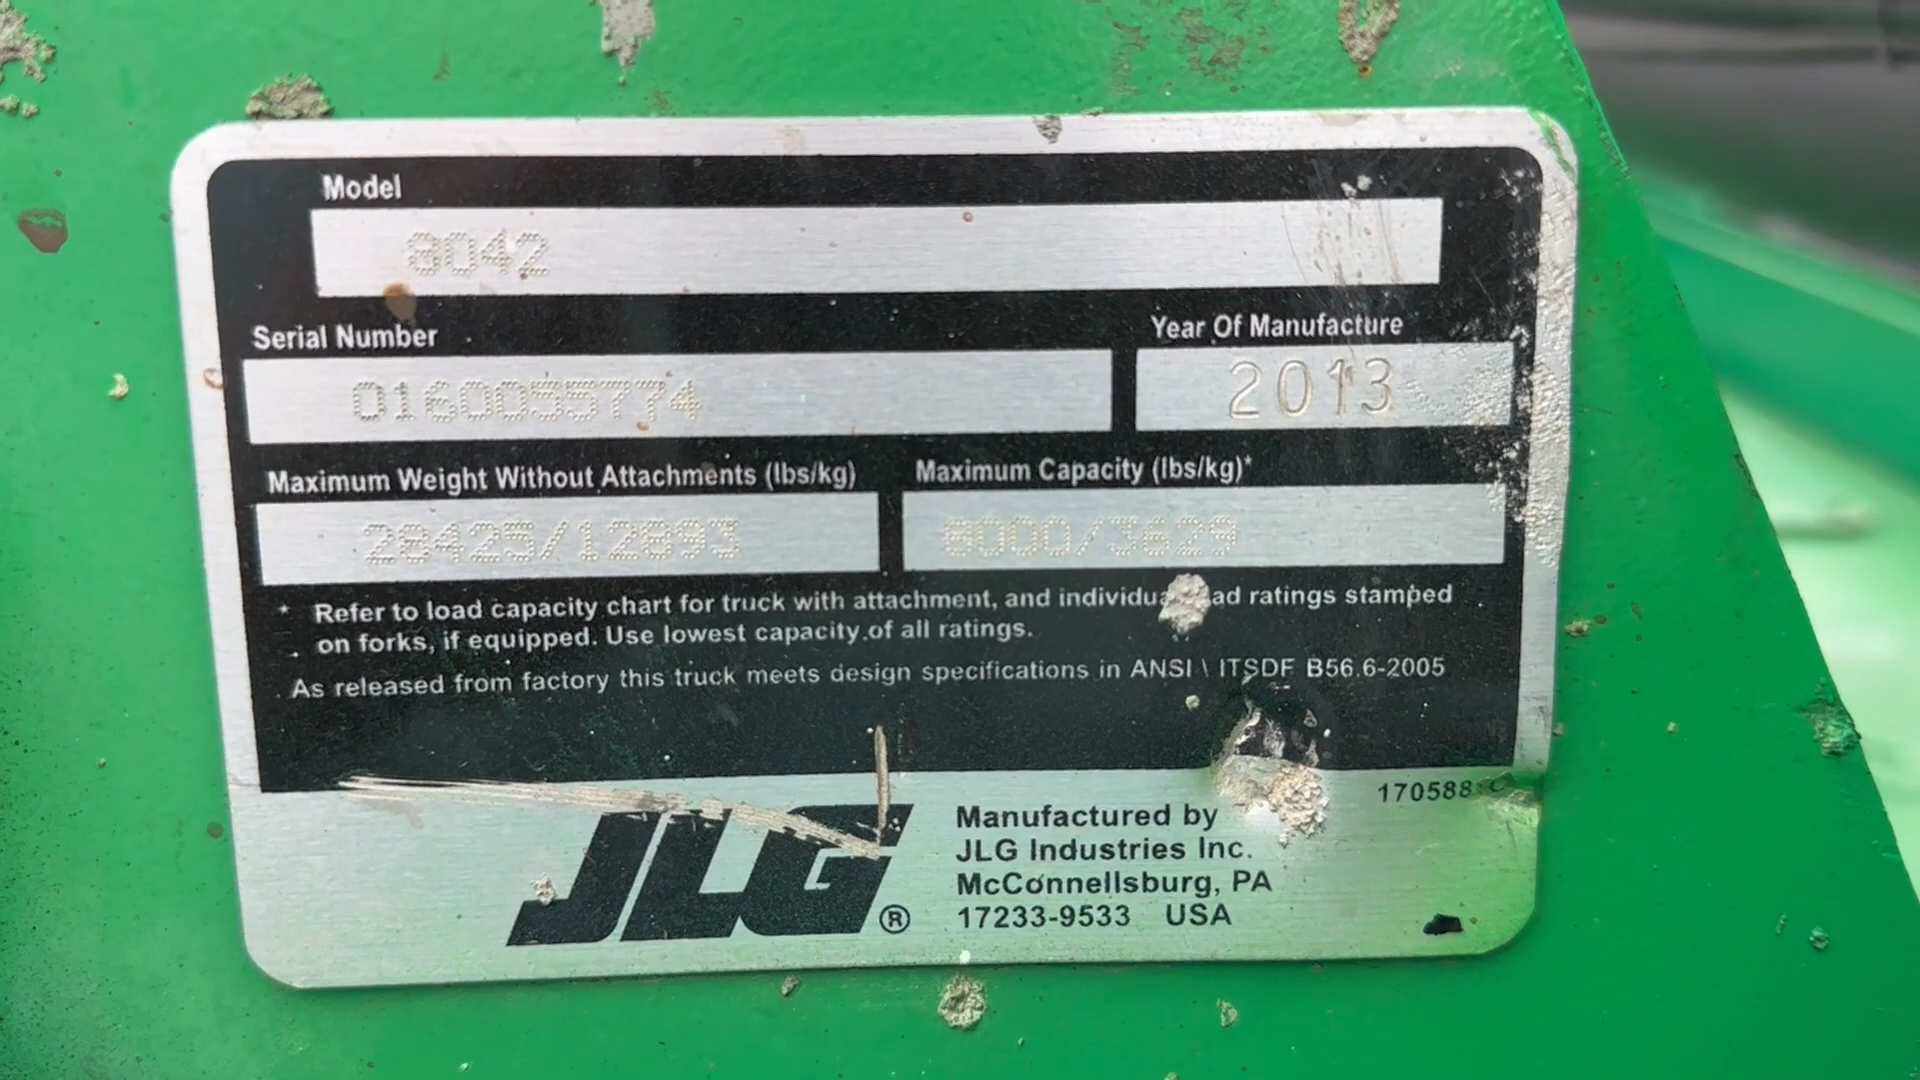 Model
8042
Serial Number
Year Of Manufacture
0160055774
2013
Maximum Weight Without Attachments (lbs/kg)
Maximum Capacity (lbs/kg)*
28425/12893
8000/3629
* Refer to load capacity chart for truck with attachment, and ad ratings stamped
on forks, if equipped. Use lowest capacity of all ratings.
As released from factory this truck meets design specifications in ANSI \ ITSDF B56.6-2005
170588
JLG®
Manufactured by
JLG Industries Inc.
McConnellsburg, PA
17233-9533 USA